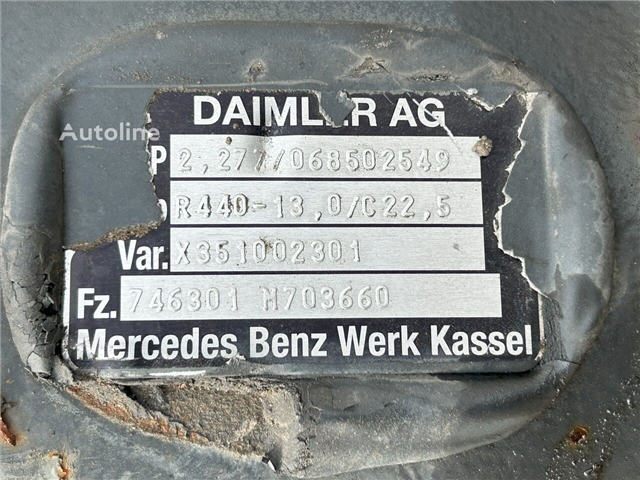 DAIMLER AG
Autoline
P 2,277/068502549
R440-13,0/C22,5
Var. X351002301
Fz. 746301 M703660
Mercedes Benz Werk Kassel